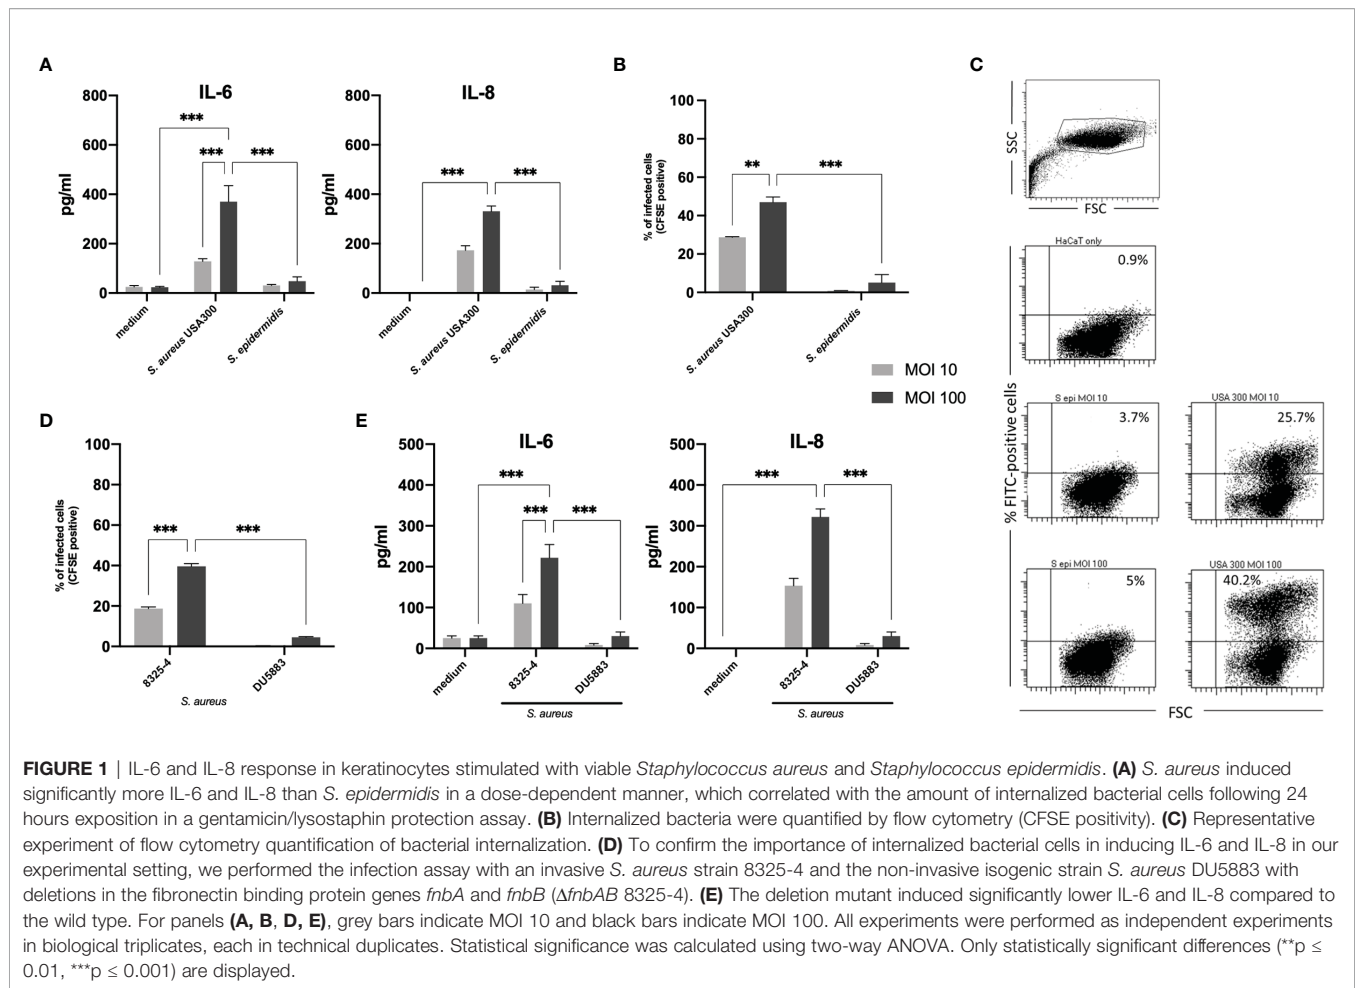 A
IL-6
800
600
400
200
0
pg/ml
***
***
***
medium
S. aureus USA300
S. epidermidis
IL-8
800
600
400
200
0
pg/ml
***
***
medium
S. aureus USA300
S. epidermidis
B
100
80
60
40
20
0
% of infected cells
(CFSE positive)
**
***
S. aureus USA300
S. epidermidis
MOI 10
MOI 100
C
SSC
FSC
HaCaT only
0.9%
S epi MOI 10
3.7%
USA 300 MOI 10
25.7%
S epi MOI 100
5%
USA 300 MOI 100
40.2%
% FITC-positive cells
FSC
D
100
80
60
40
20
0
% of infected cells
(CFSE positive)
***
***
8325-4
DU5883
S. aureus
E
IL-6
500
400
300
200
100
0
pg/ml
***
***
***
medium
8325-4
DU5883
S. aureus
IL-8
500
400
300
200
100
0
pg/ml
***
***
medium
8325-4
DU5883
S. aureus
FIGURE 1 | IL-6 and IL-8 response in keratinocytes stimulated with viable Staphylococcus aureus and Staphylococcus epidermidis. (A) S. aureus induced
significantly more IL-6 and IL-8 than S. epidermidis in a dose-dependent manner, which correlated with the amount of internalized bacterial cells following 24
hours exposition in a gentamicin/lysostaphin protection assay. (B) Internalized bacteria were quantified by flow cytometry (CFSE positivity). (C) Representative
experiment of flow cytometry quantification of bacterial internalization. (D) To confirm the importance of internalized bacterial cells in inducing IL-6 and IL-8 in our
experimental setting, we performed the infection assay with an invasive S. aureus strain 8325-4 and the non-invasive isogenic strain S. aureus DU5883 with
deletions in the fibronectin binding protein genes fnbA and fnbB (ΔfnbAB 8325-4). (E) The deletion mutant induced significantly lower IL-6 and IL-8 compared to
the wild type. For panels (A, B, D, E), grey bars indicate MOI 10 and black bars indicate MOI 100. All experiments were performed as independent experiments
in biological triplicates, each in technical duplicates. Statistical significance was calculated using two-way ANOVA. Only statistically significant differences (**p ≤
0.01, ***p ≤ 0.001) are displayed.